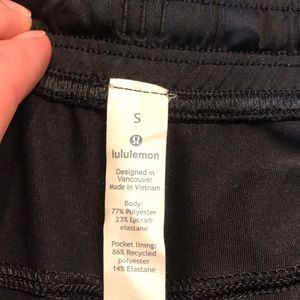 S
lululemon
Designed in
Vancouver
Made in Vietnam
Body:
77% Polyester
23% Lycra®
elastane
Pocket lining:
86% Recycled
polyester
14% Elastane